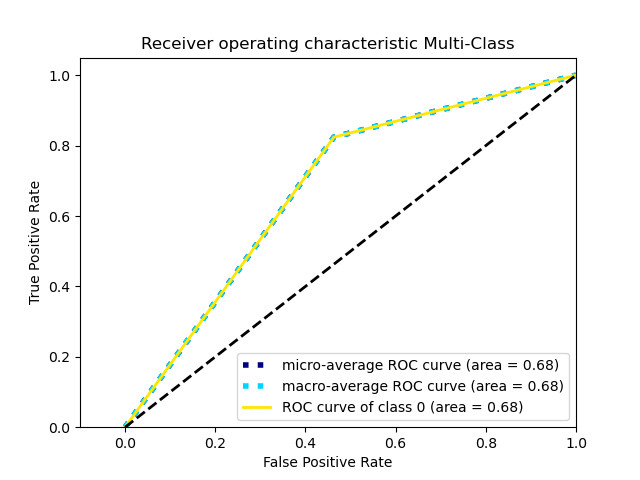 Receiver operating characteristic Multi-Class
1.0
0.8
0.6
0.4
0.2
0.0
True Positive Rate
micro-average ROC curve (area = 0.68)
macro-average ROC curve (area = 0.68)
ROC curve of class 0 (area = 0.68)
0.0 0.2 0.4 0.6 0.8 1.0
False Positive Rate